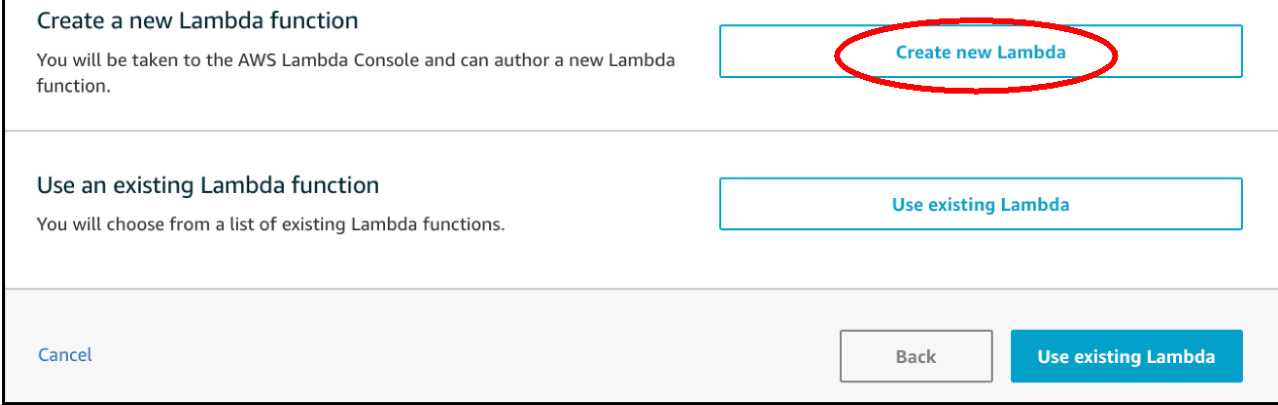 Create a new Lambda function
You will be taken to the AWS Lambda Console and can author a new Lambda
function.
Create new Lambda
Use an existing Lambda function
You will choose from a list of existing Lambda functions.
Use existing Lambda
Cancel
Back
Use existing Lambda